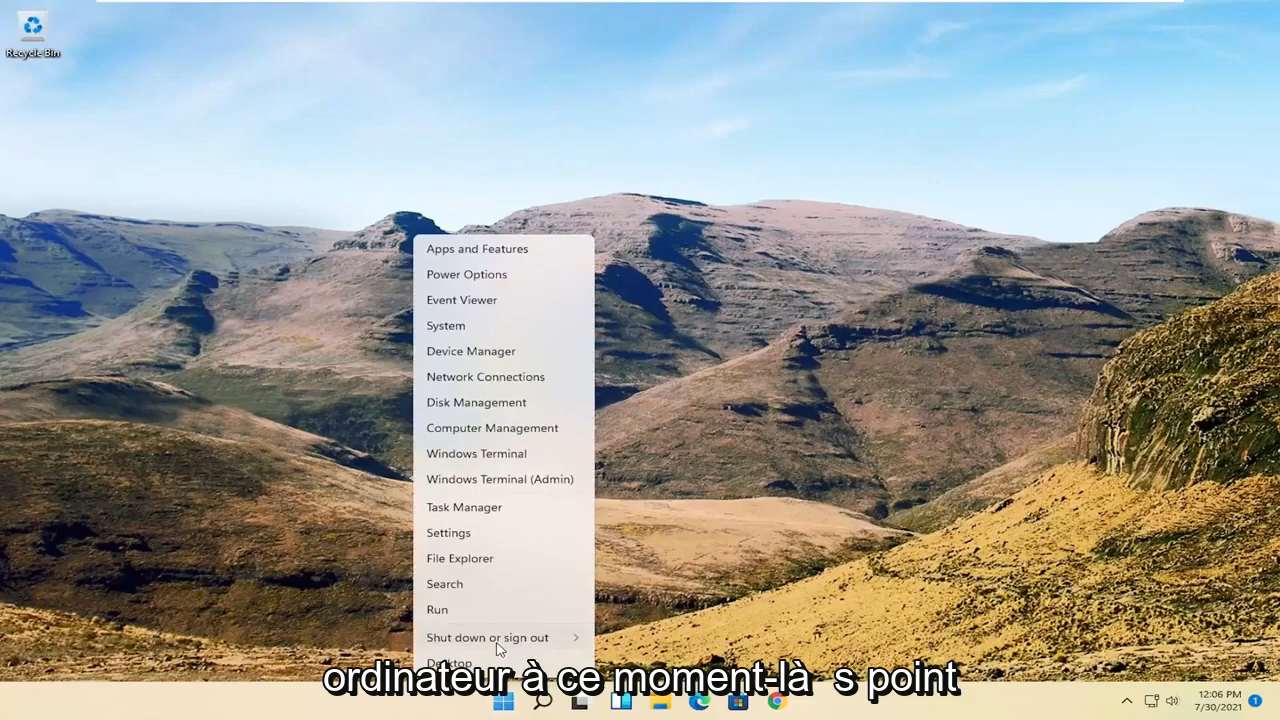 Recycle Bin
Apps and Features
Power Options
Event Viewer
System
Device Manager
Network Connections
Disk Management
Computer Management
Windows Terminal
Windows Terminal (Admin)
Task Manager
Settings
File Explorer
Search
Run
Shut down or sign out
Desktop
ordinateur à ce moment-là s point
12:06 PM
7/30/2021
1